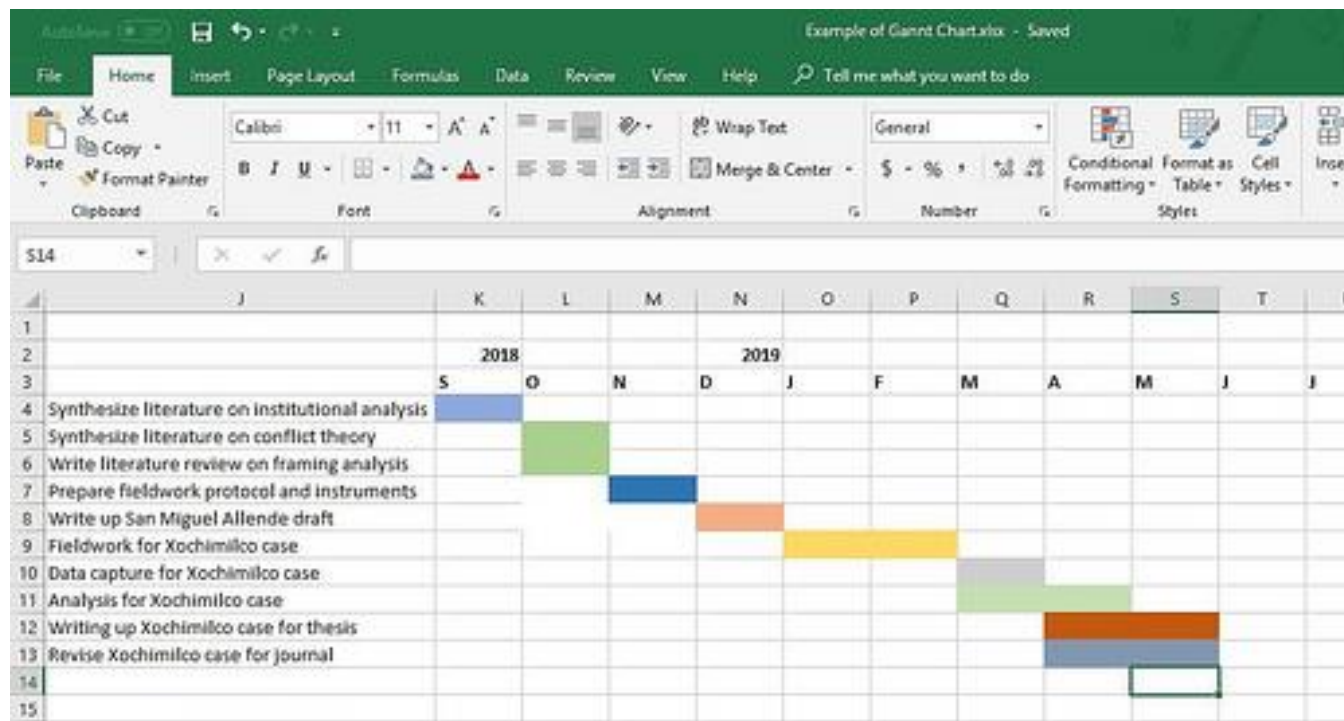 AutoSave Off
Example of Gannt Chart.xlsx - Saved
File Home Insert Page Layout Formulas Data Review View Help Tell me what you want to do
Cut
Copy
Format Painter
Paste
Clipboard
Calibri 11 A A
B I U A
Font
Wrap Text
Merge & Center
Alignment
General
$ % ,
Number
Conditional Formatting
Format as Table
Cell Styles
Styles
Inse
S14 fx
J K L M N O P Q R S T
1
2 2018 2019
3 S O N D J F M A M J J
4 Synthesize literature on institutional analysis
5 Synthesize literature on conflict theory
6 Write literature review on framing analysis
7 Prepare fieldwork protocol and instruments
8 Write up San Miguel Allende draft
9 Fieldwork for Xochimilco case
10 Data capture for Xochimilco case
11 Analysis for Xochimilco case
12 Writing up Xochimilco case for thesis
13 Revise Xochimilco case for journal
14
15